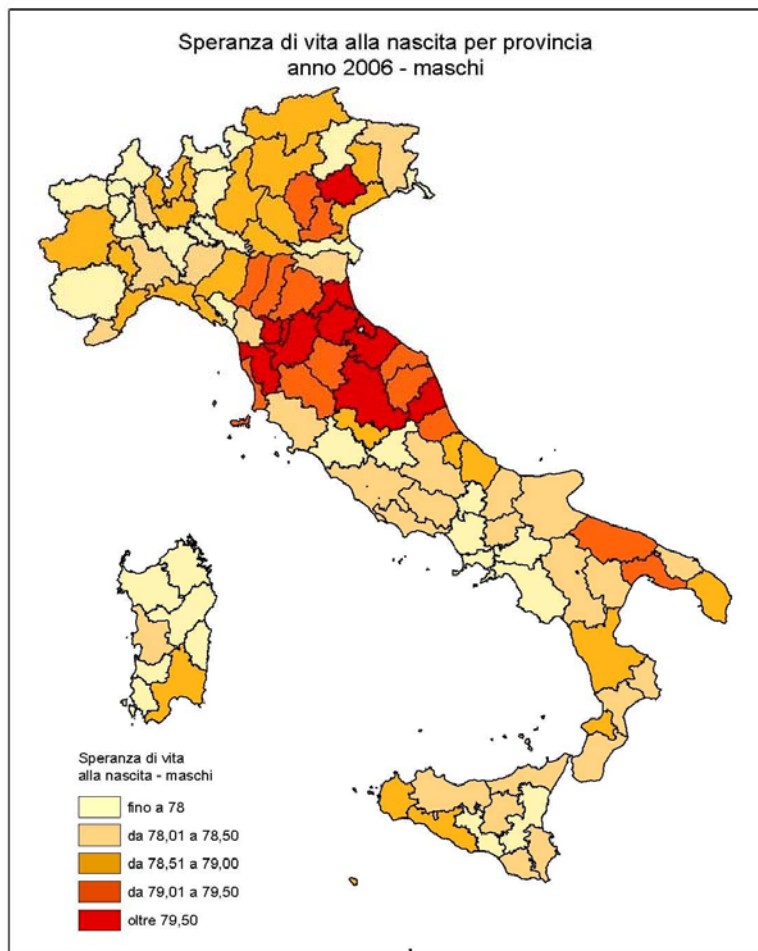 Speranza di vita alla nascita per provincia
anno 2006 - maschi
Speranza di vita
alla nascita - maschi
fino a 78
da 78,01 a 78,50
da 78,51 a 79,00
da 79,01 a 79,50
oltre 79,50